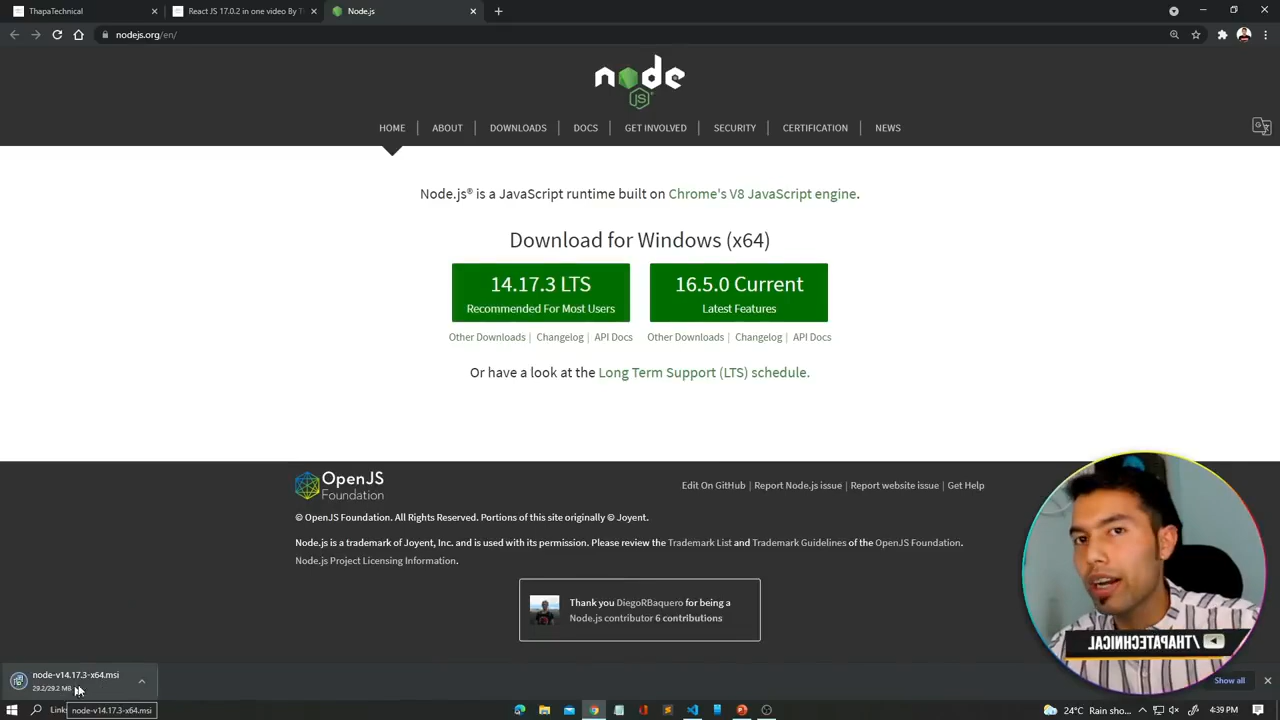 ThapaTechnical
React JS 17.0.2 in one video By T
Node.js
nodejs.org/en/
node
JS
HOME
ABOUT
DOWNLOADS
DOCS
GET INVOLVED
SECURITY
CERTIFICATION
NEWS
Node.js® is a JavaScript runtime built on Chrome's V8 JavaScript engine.
Download for Windows (x64)
14.17.3 LTS
Recommended For Most Users
16.5.0 Current
Latest Features
Other Downloads | Changelog | API Docs
Other Downloads | Changelog | API Docs
Or have a look at the Long Term Support (LTS) schedule.
OpenJS
Foundation
Edit On GitHub | Report Node.js issue | Report website issue | Get Help
© OpenJS Foundation. All Rights Reserved. Portions of this site originally © Joyent.
Node.js is a trademark of Joyent, Inc. and is used with its permission. Please review the Trademark List and Trademark Guidelines of the OpenJS Foundation.
Node.js Project Licensing Information.
Thank you DiegoRBaquero for being a
Node.js contributor 6 contributions
/THAPATECHNICAL
node-v14.17.3-x64.msi
29.2/29.2 MB
Show all
Links
node-v14.17.3-x64.msi
24°C Rain sho...
4:39 PM